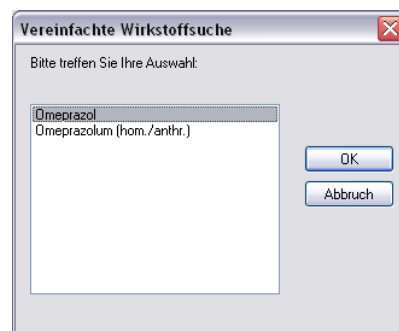 Vereinfachte Wirkstoffsuche
Bitte treffen Sie Ihre Auswahl:
Omeprazol
Omeprazolum (hom./anthr.)
OK
Abbruch